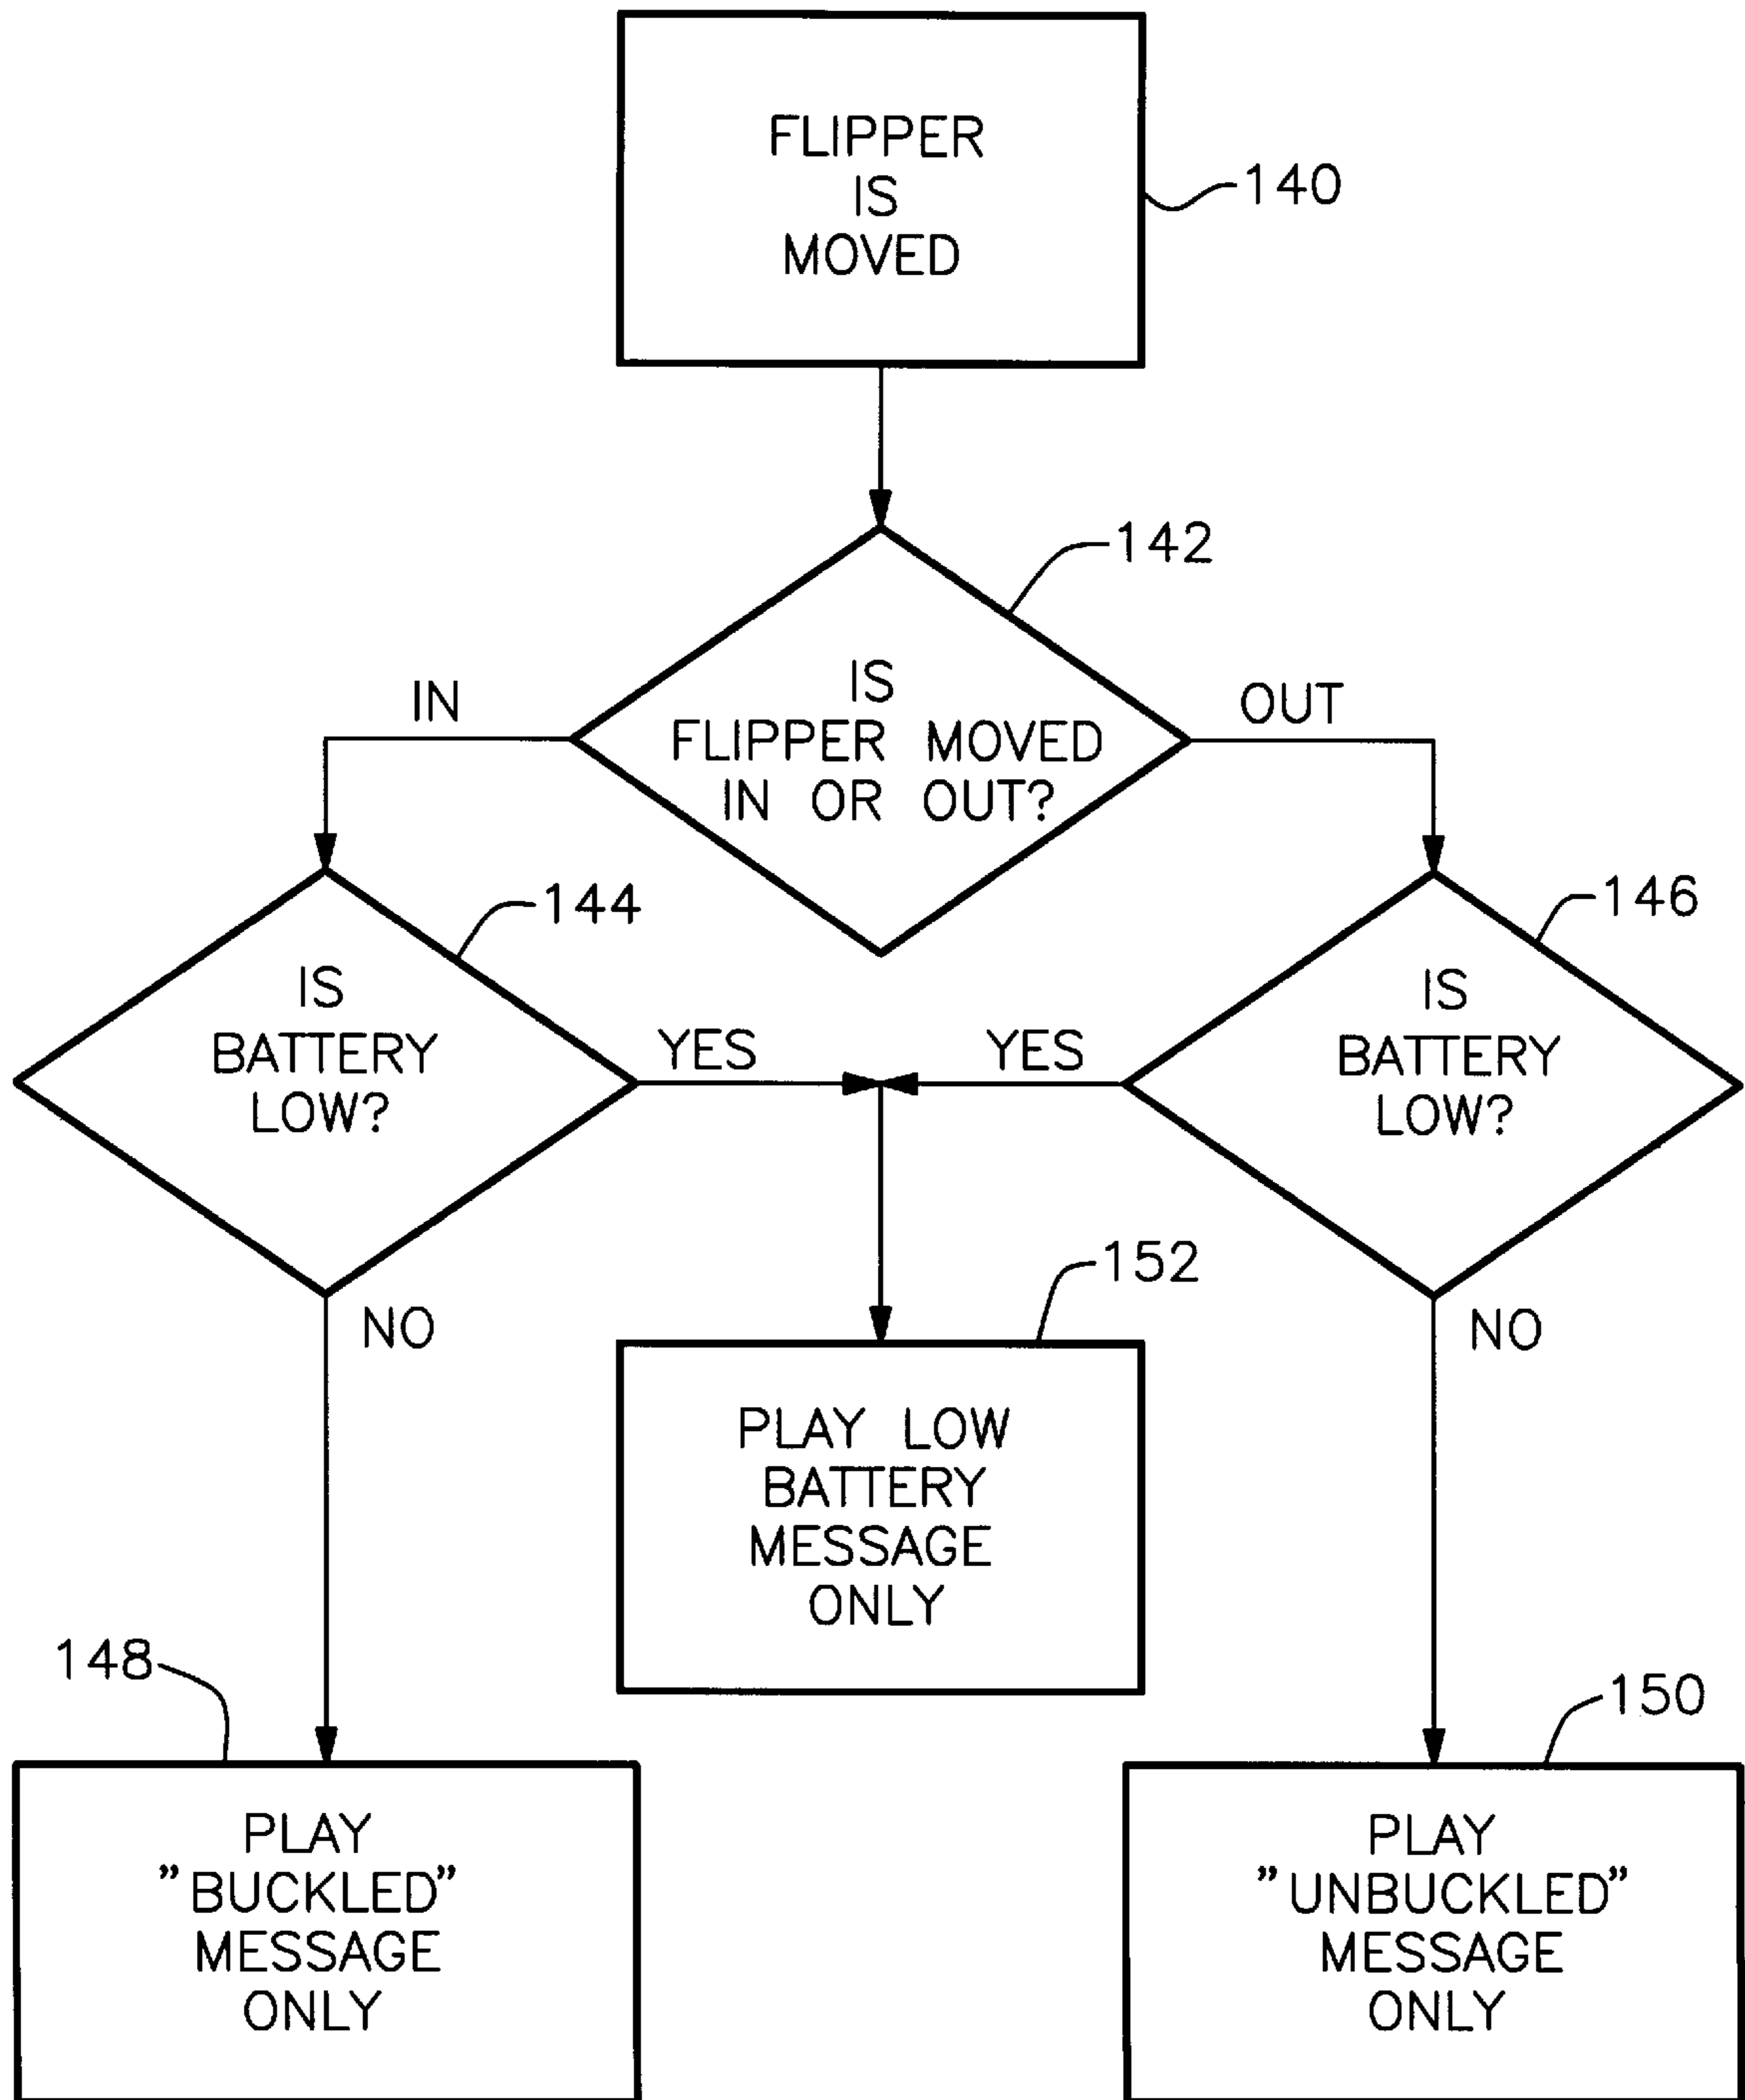 FLIPPER
IS
MOVED
140
142
IS
FLIPPER MOVED
IN OR OUT?
IN
OUT
144
IS
BATTERY
LOW?
YES
NO
146
IS
BATTERY
LOW?
YES
NO
152
PLAY LOW
BATTERY
MESSAGE
ONLY
148
PLAY
”BUCKLED”
MESSAGE
ONLY
150
PLAY
”UNBUCKLED”
MESSAGE
ONLY